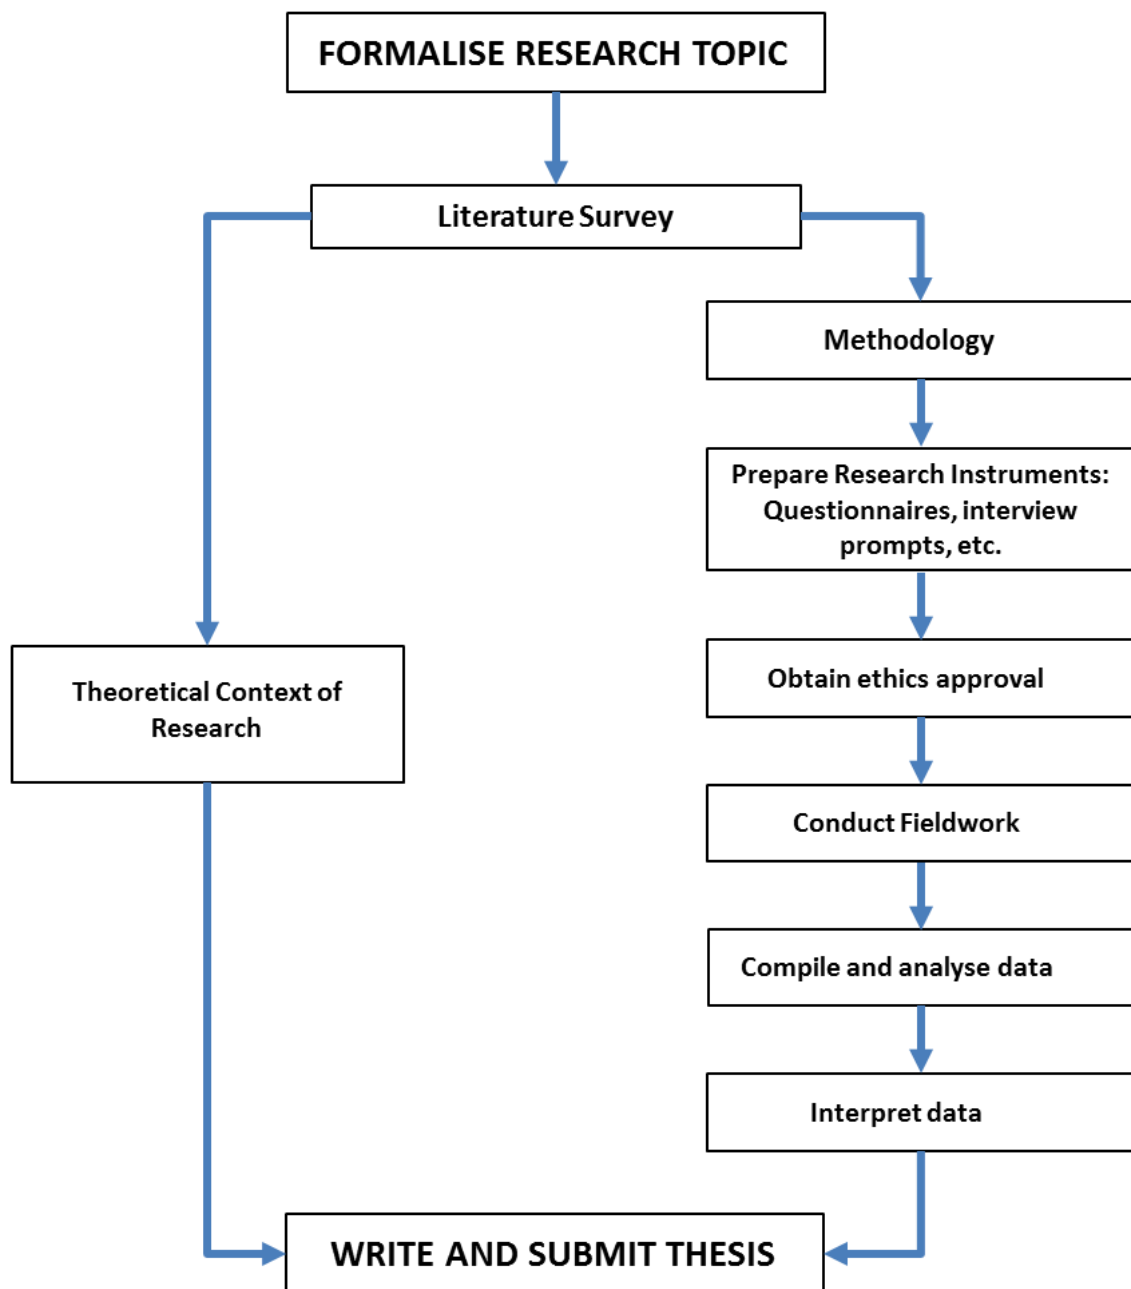 FORMALISE RESEARCH TOPIC
Literature Survey
Methodology
Prepare Research Instruments:
Questionnaires, interview
prompts, etc.
Obtain ethics approval
Theoretical Context of
Research
Conduct Fieldwork
Compile and analyse data
Interpret data
WRITE AND SUBMIT THESIS